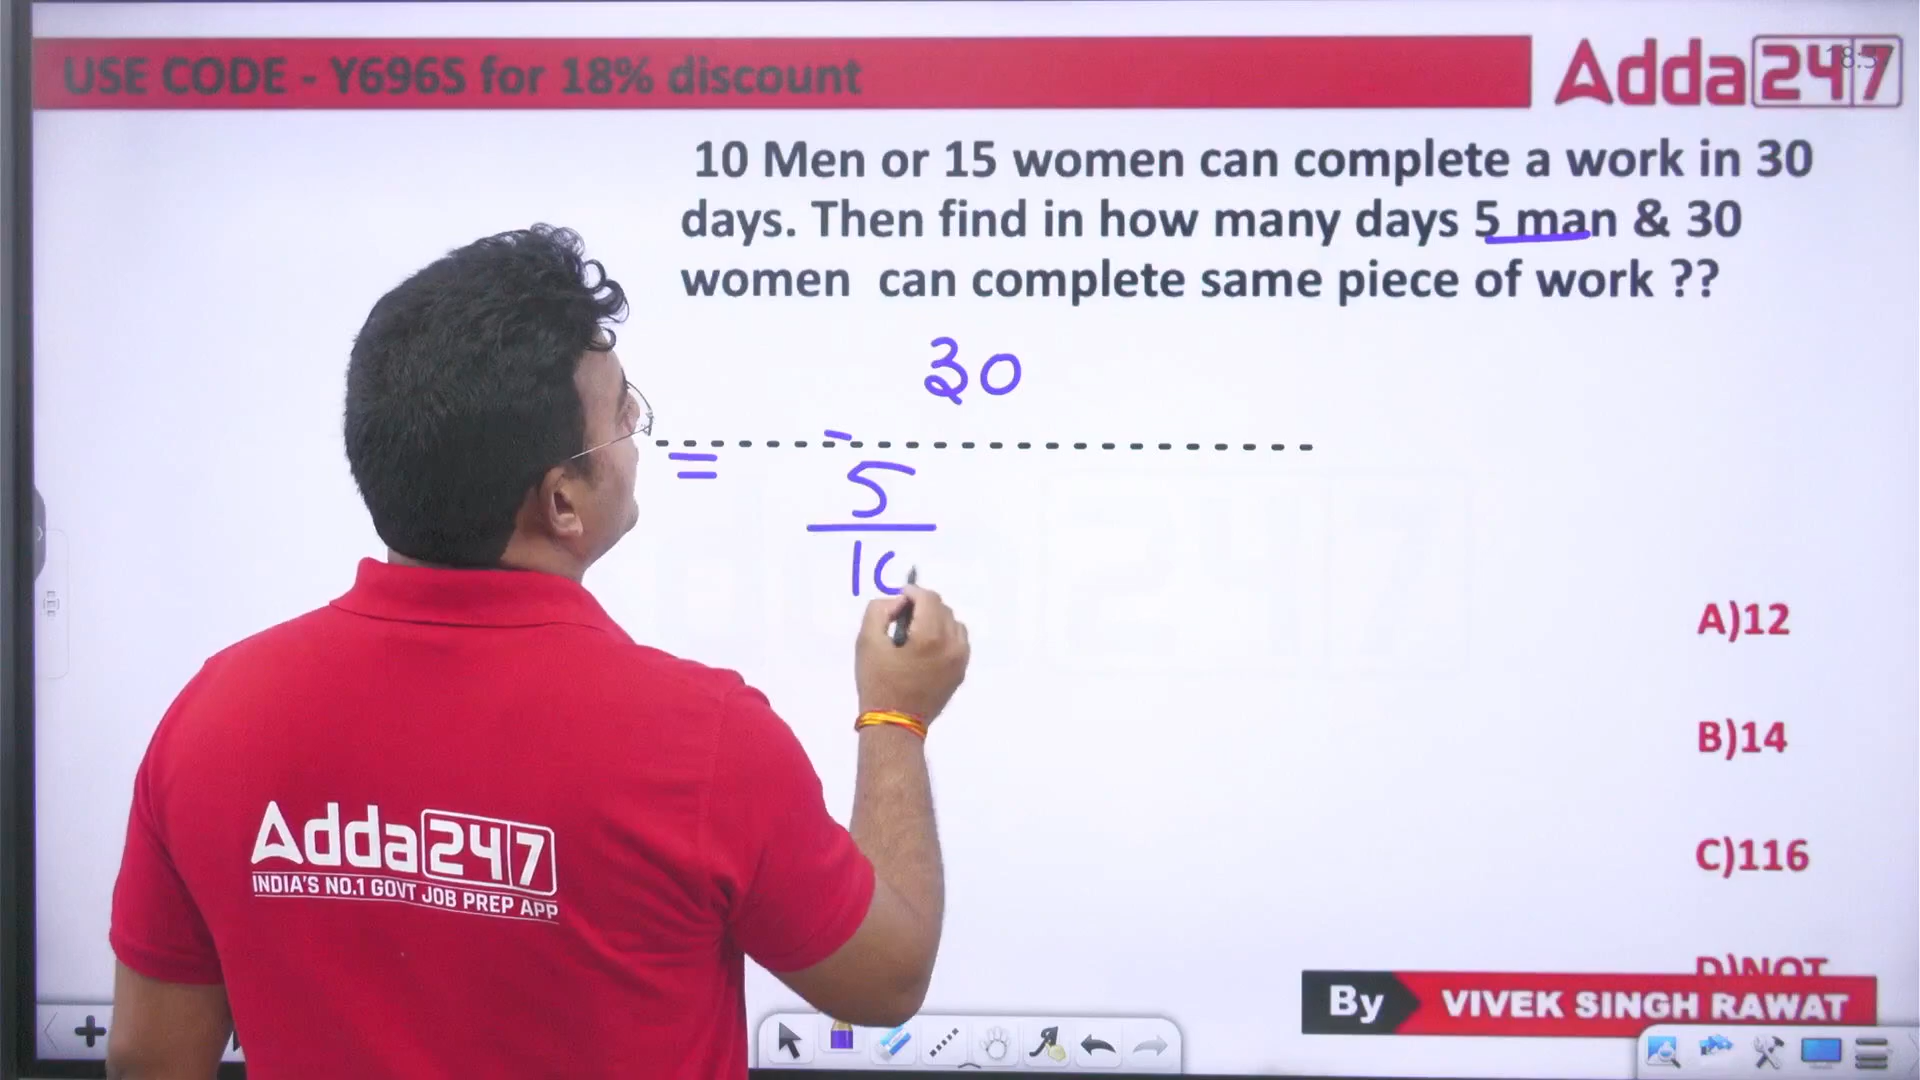 USE CODE - Y696S for 18% discount
Adda247
10 Men or 15 women can complete a work in 30
days. Then find in how many days 5 man & 30
women can complete same piece of work ??
30
=
5
10
A)12
B)14
C)116
D)NOT
Adda247
INDIA'S NO.1 GOVT JOB PREP APP
By VIVEK SINGH RAWAT